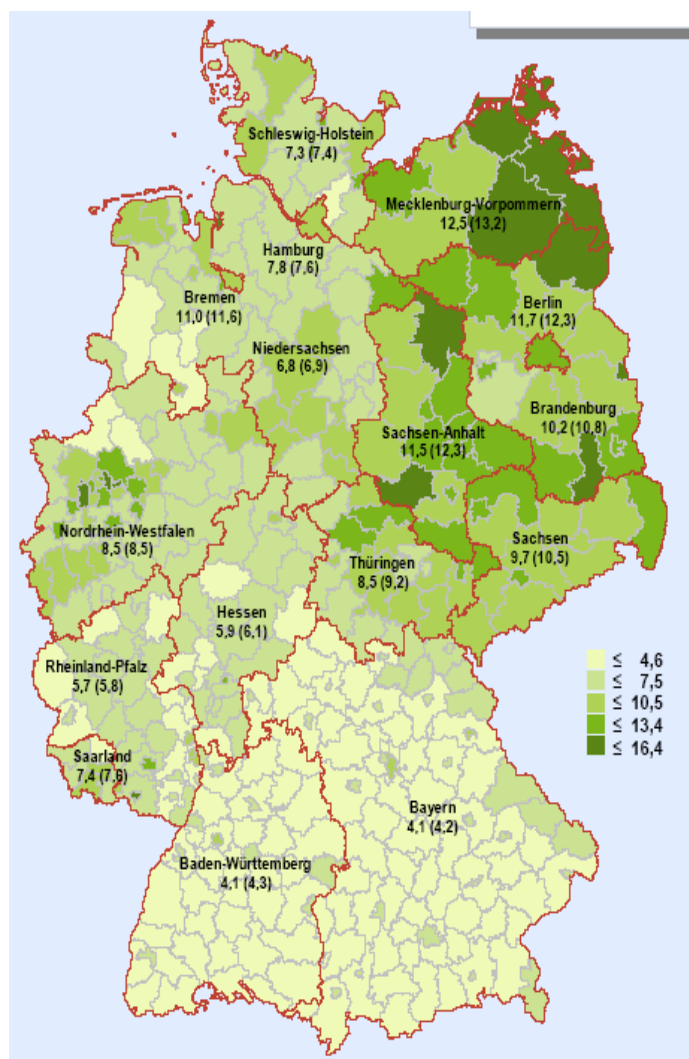 Schleswig-Holstein
7,3 (7,4)
Mecklenburg-Vorpommern
12,5 (13,2)
Hamburg
7,8 (7,6)
Bremen
11,0 (11,6)
Berlin
11,7 (12,3)
Niedersachsen
6,8 (6,9)
Brandenburg
10,2 (10,8)
Sachsen-Anhalt
11,5 (12,3)
Nordrhein-Westfalen
8,5 (8,5)
Sachsen
9,7 (10,5)
Thüringen
8,5 (9,2)
Hessen
5,9 (6,1)
Rheinland-Pfalz
5,7 (5,8)
≤ 4,6
≤ 7,5
≤ 10,5
≤ 13,4
≤ 16,4
Saarland
7,4 (7,6)
Bayern
4,1 (4,2)
Baden-Württemberg
4,1 (4,3)